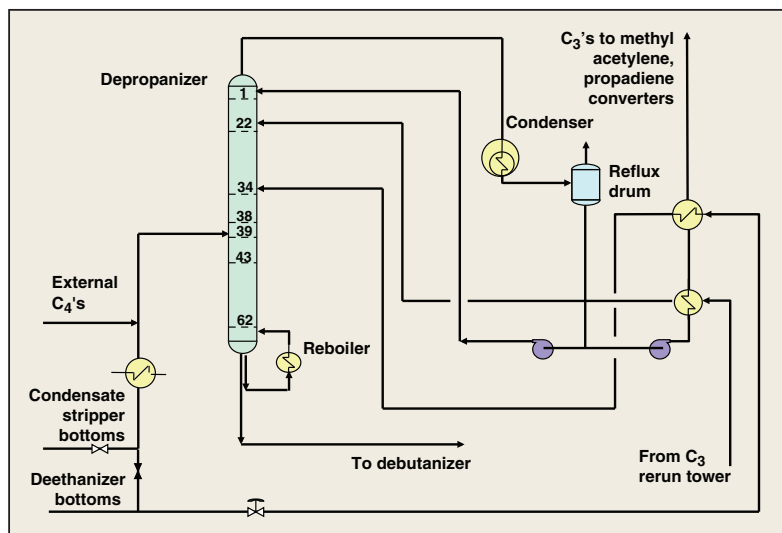 C3's to methyl
acetylene,
propadiene
converters
Depropanizer
1
22
34
38
39
43
62
Condenser
Reflux
drum
External
C4's
Reboiler
Condensate
stripper
bottoms
To debutanizer
From C3
rerun tower
Deethanizer
bottoms